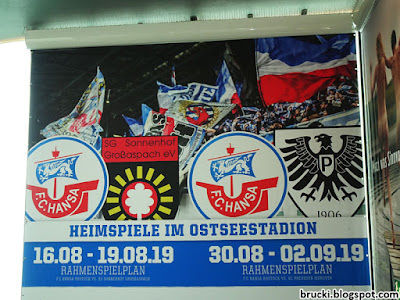 SG Sonnenhof
Großaspach eV
F.C. HANSA
F.C. HANSA
P
1906
HEIMSPIELE IM OSTSEESTADION
16.08 - 19.08.19
30.08 - 02.09.19
RAHMENSPIELPLAN
RAHMENSPIELPLAN
brucki.blogspot.com